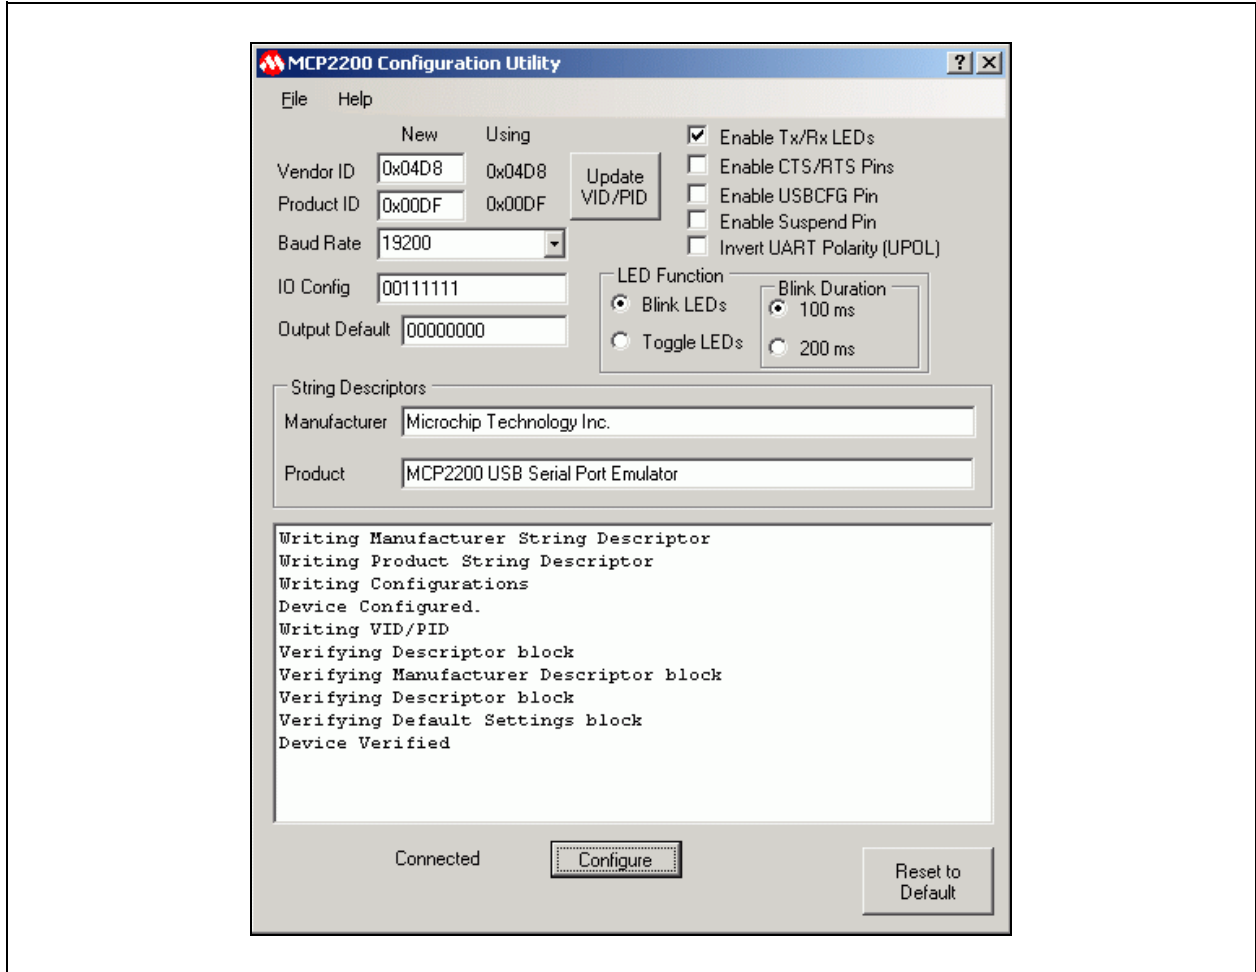 MCP2200 Configuration Utility
File Help
New Using
Vendor ID 0x04D8 0x04D8
Product ID 0x00DF 0x00DF
Update
VID/PID
Baud Rate 19200
IO Config 00111111
Output Default 00000000
Enable Tx/Rx LEDs
Enable CTS/RTS Pins
Enable USBCFG Pin
Enable Suspend Pin
Invert UART Polarity (UPOL)
LED Function
Blink LEDs
Toggle LEDs
Blink Duration
100 ms
200 ms
String Descriptors
Manufacturer Microchip Technology Inc.
Product MCP2200 USB Serial Port Emulator
Writing Manufacturer String Descriptor
Writing Product String Descriptor
Writing Configurations
Device Configured.
Writing VID/PID
Verifying Descriptor block
Verifying Manufacturer Descriptor block
Verifying Descriptor block
Verifying Default Settings block
Device Verified
Connected
Configure
Reset to
Default